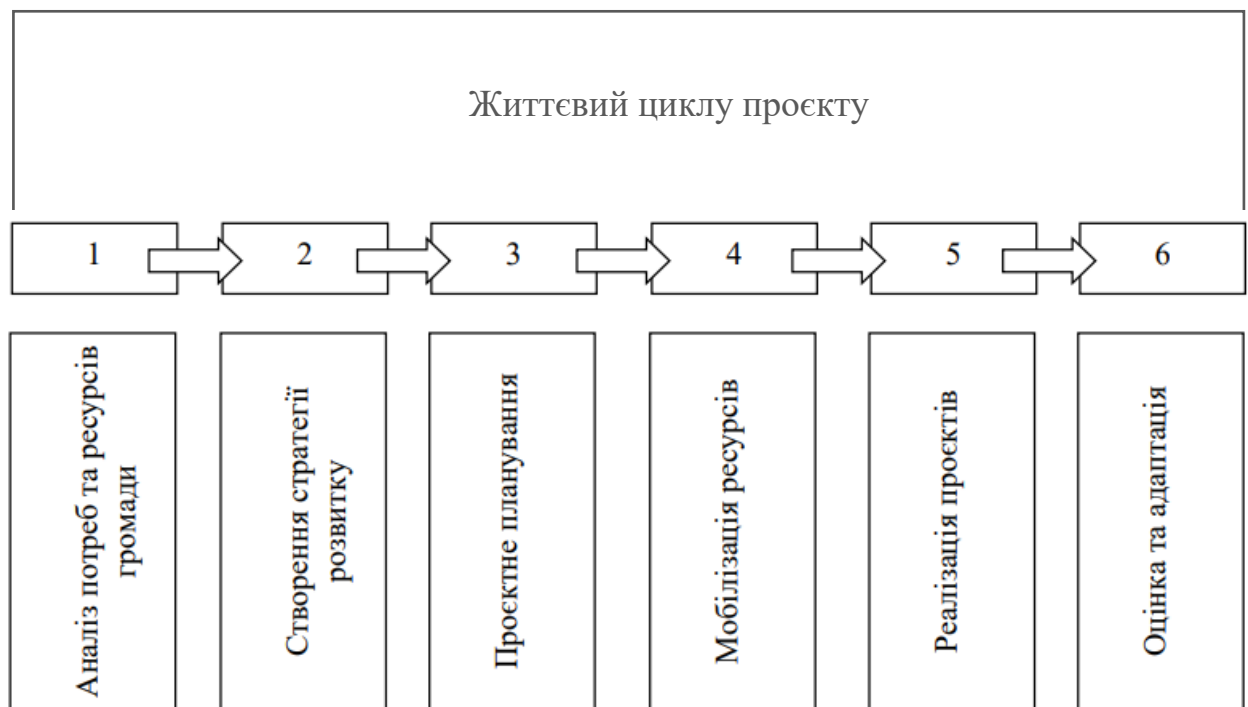 Життєвий циклу проєкту
1
2
3
4
5
6
Аналіз потреб та ресурсів
громади
Створення стратегії
розвитку
Проєктне планування
Мобілізація ресурсів
Реалізація проєктів
Оцінка та адаптація